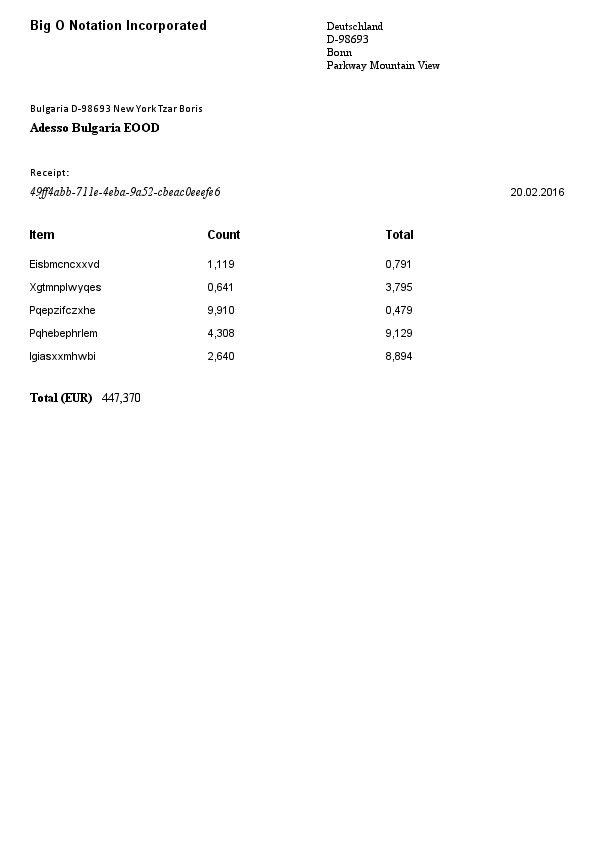 Big O Notation Incorporated
Deutschland
D-98693
Bonn
Parkway Mountain View
Bulgaria D-98693 New York Tzar Boris
Adesso Bulgaria EOOD
Receipt:
49ff4abb-711e-4eba-9a52-cbeac0eeefe6 20.02.2016
Item Count Total
Eisbmcncxxvd 1,119 0,791
Xgtmnplwyqes 0,641 3,795
Pqepzifczxhe 9,910 0,479
Pqhebephrlem 4,308 9,129
Igiasxxmhwbi 2,640 8,894
Total (EUR) 447,370